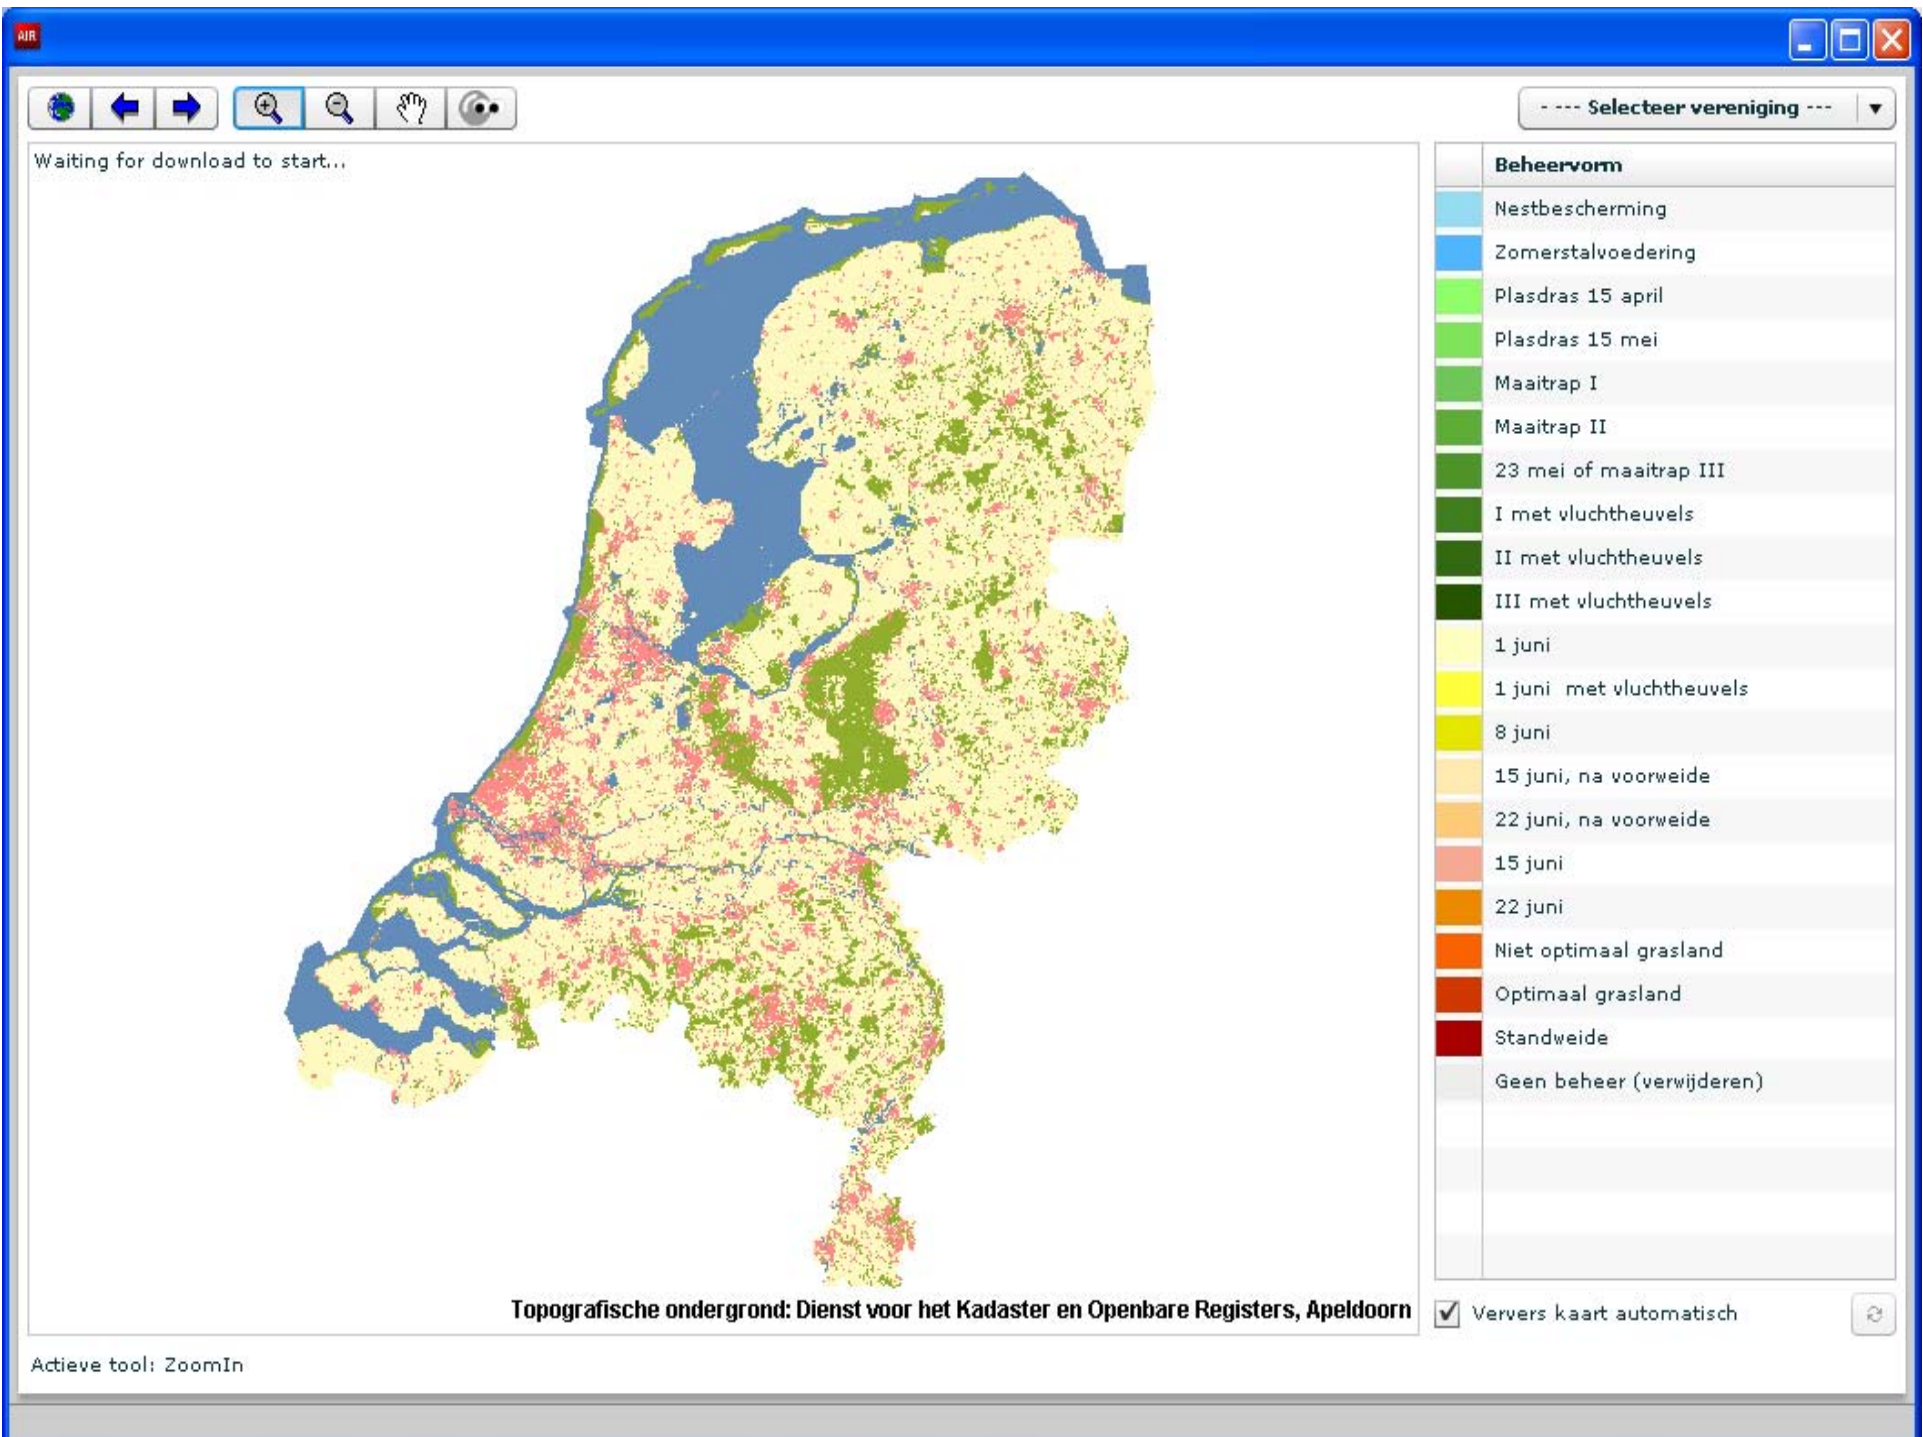 AIR
- --- Selecteer vereniging ---
Waiting for download to start...
Beheervorm
Nestbescherming
Zomerstalvoedering
Plasdras 15 april
Plasdras 15 mei
Maaitrap I
Maaitrap II
23 mei of maaitrap III
I met vluchtheuvels
II met vluchtheuvels
III met vluchtheuvels
1 juni
1 juni met vluchtheuvels
8 juni
15 juni, na voorweide
22 juni, na voorweide
15 juni
22 juni
Niet optimaal grasland
Optimaal grasland
Standweide
Geen beheer (verwijderen)
Topografische ondergrond: Dienst voor het Kadaster en Openbare Registers, Apeldoorn
Ververs kaart automatisch
Actieve tool: ZoomIn